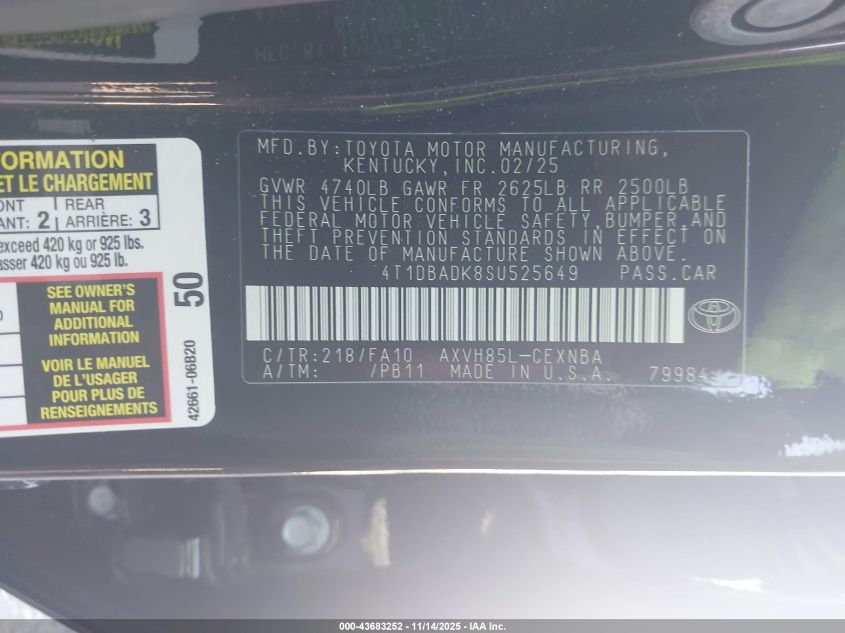 FORMATION
ET LE CHARGEMENT
ONT REAR
ANT: 2 ARRIÈRE: 3
exceed 420 kg or 925 lbs.
asser 420 kg ou 925 lb.
SEE OWNER'S
MANUAL FOR
ADDITIONAL
INFORMATION
VOIR LE MANUEL
DE L'USAGER
POUR PLUS DE
RENSEIGNEMENTS
50
42661-06B20
MFD.BY:TOYOTA MOTOR MANUFACTURING,
KENTUCKY,INC.02/25
GVWR 4740LB GAWR FR 2625LB RR 2500LB
THIS VEHICLE CONFORMS TO ALL APPLICABLE
FEDERAL MOTOR VEHICLE SAFETY,BUMPER,AND
THEFT PREVENTION STANDARDS IN EFFECT ON
THE DATE OF MANUFACTURE SHOWN ABOVE.
4T1DBADK8SU525649 PASS.CAR
C/TR:218/FA10 AXVH85L-CEXNBA
A/TM: /PB11 MADE IN U.S.A. 7998
000-43683252 - 11/14/2025 - IAA Inc.